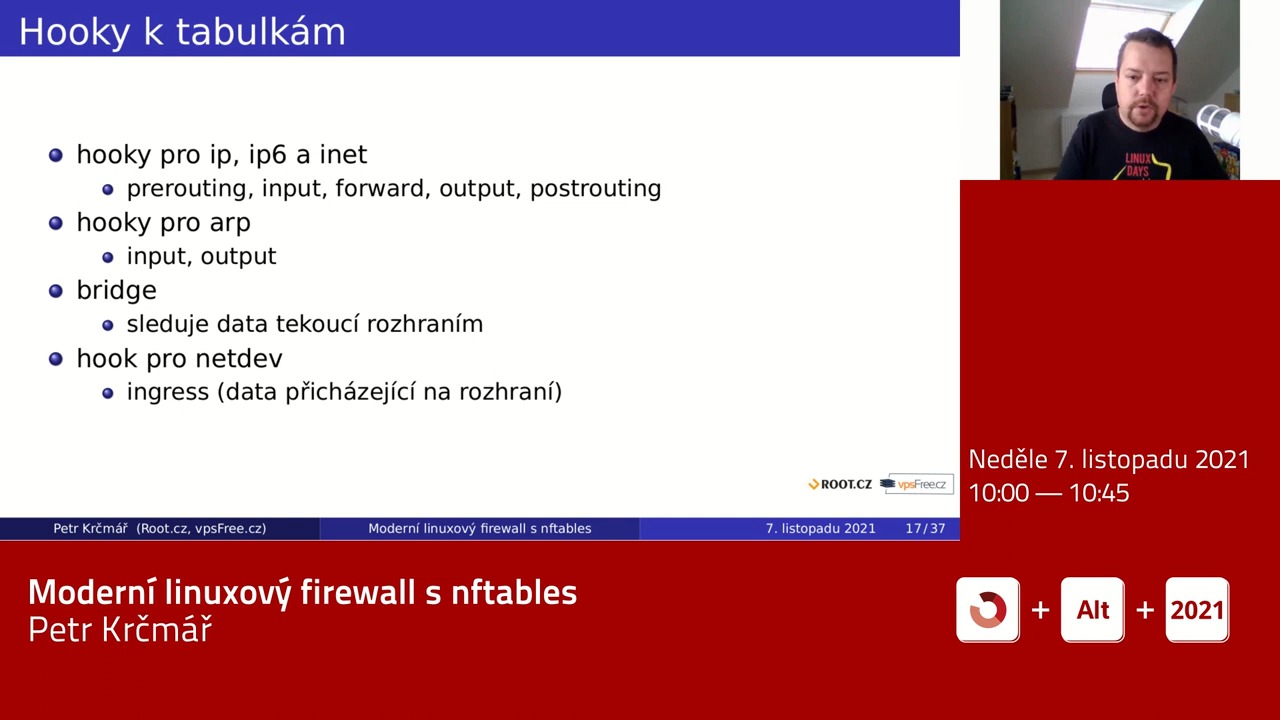 Hooky k tabulkám
hooky pro ip, ip6 a inet
prerouting, input, forward, output, postrouting
hooky pro arp
input, output
bridge
sleduje data tekoucí rozhraním
hook pro netdev
ingress (data přicházející na rozhraní)
ROOT.CZ vpsFree.cz
Petr Krčmář (Root.cz, vpsFree.cz) Moderní linuxový firewall s nftables 7. listopadu 2021 17/37
LINUX
DAYS
Neděle 7. listopadu 2021
10:00 — 10:45
Moderní linuxový firewall s nftables
Petr Krčmář
+ Alt + 2021